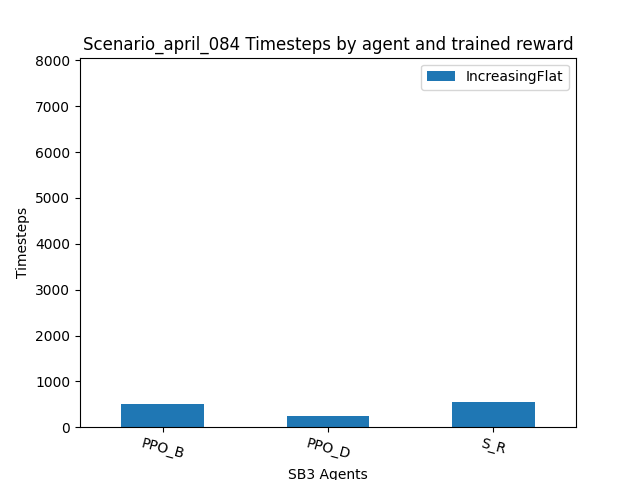 Scenario_april_084 Timesteps by agent and trained reward
IncreasingFlat
8000
7000
6000
5000
4000
3000
2000
1000
0
Timesteps
PPO_B
PPO_D
S_R
SB3 Agents